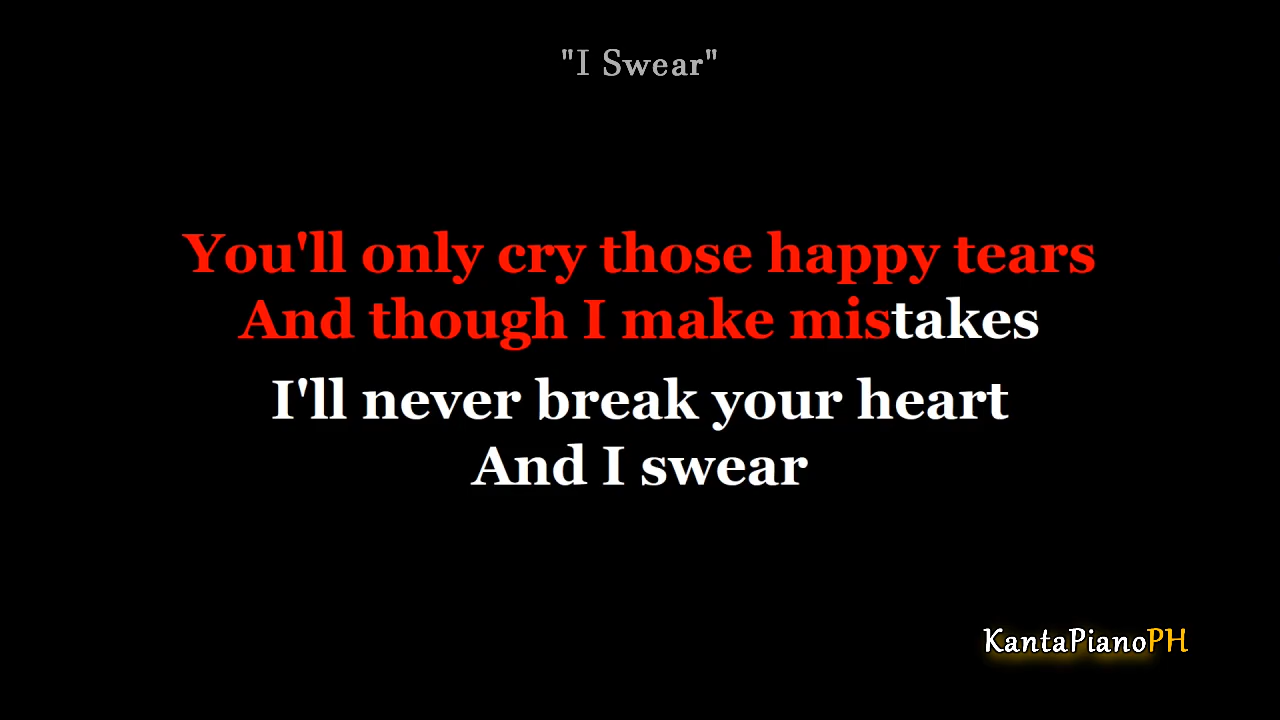 "I Swear"
You'll only cry those happy tears
And though I make mistakes
I'll never break your heart
And I swear
KantaPianoPH